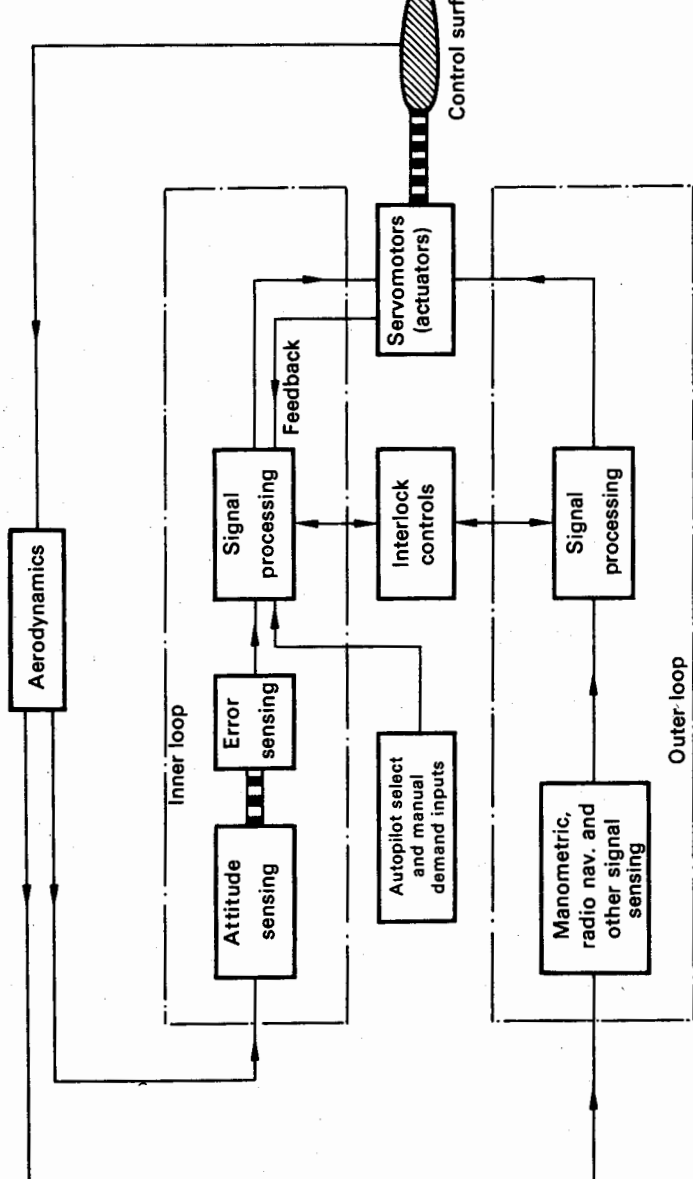 Aerodynamics
Inner loop
Attitude
sensing
Error
sensing
Signal
processing
Feedback
Servomotors
(actuators)
Control surf
Autopilot select
and manual
demand inputs
Interlock
controls
Manometric,
radio nav. and
other signal
sensing
Signal
processing
Outer loop